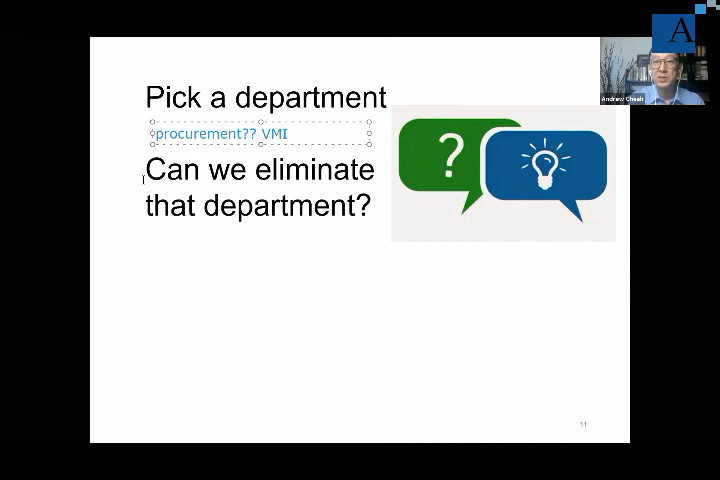 Pick a department
procurement?? VMI
Can we eliminate
that department?
?
A
Andrew Cheah
11